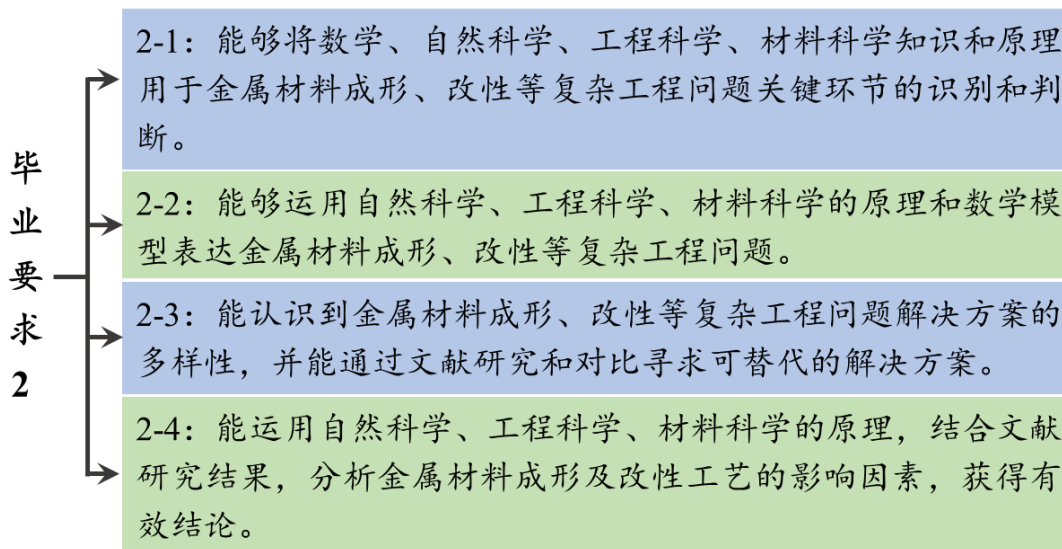 毕业要求2
2-1：能够将数学、自然科学、工程科学、材料科学知识和原理
用于金属材料成形、改性等复杂工程问题关键环节的识别和判
断。
2-2：能够运用自然科学、工程科学、材料科学的原理和数学模
型表达金属材料成形、改性等复杂工程问题。
2-3：能认识到金属材料成形、改性等复杂工程问题解决方案的
多样性，并能通过文献研究和对比寻求可替代的解决方案。
2-4：能运用自然科学、工程科学、材料科学的原理，结合文献
研究结果，分析金属材料成形及改性工艺的影响因素，获得有
效结论。